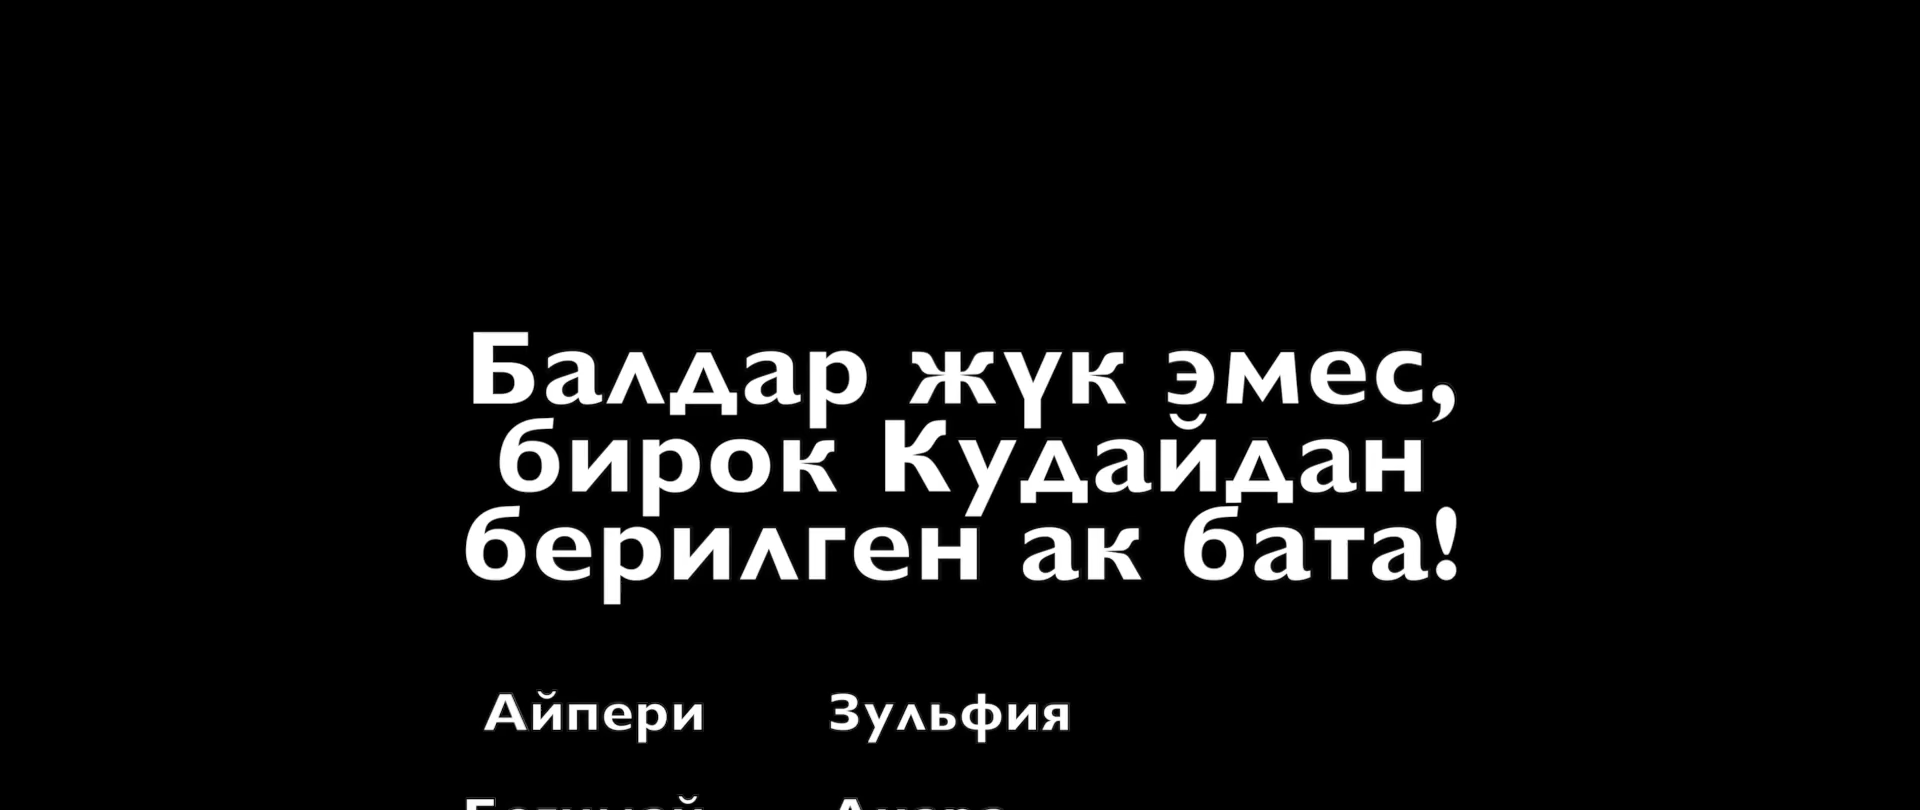 Балдар жүк эмес,
бирок Кудайдан
берилген ак бата!
Айпери Зульфия